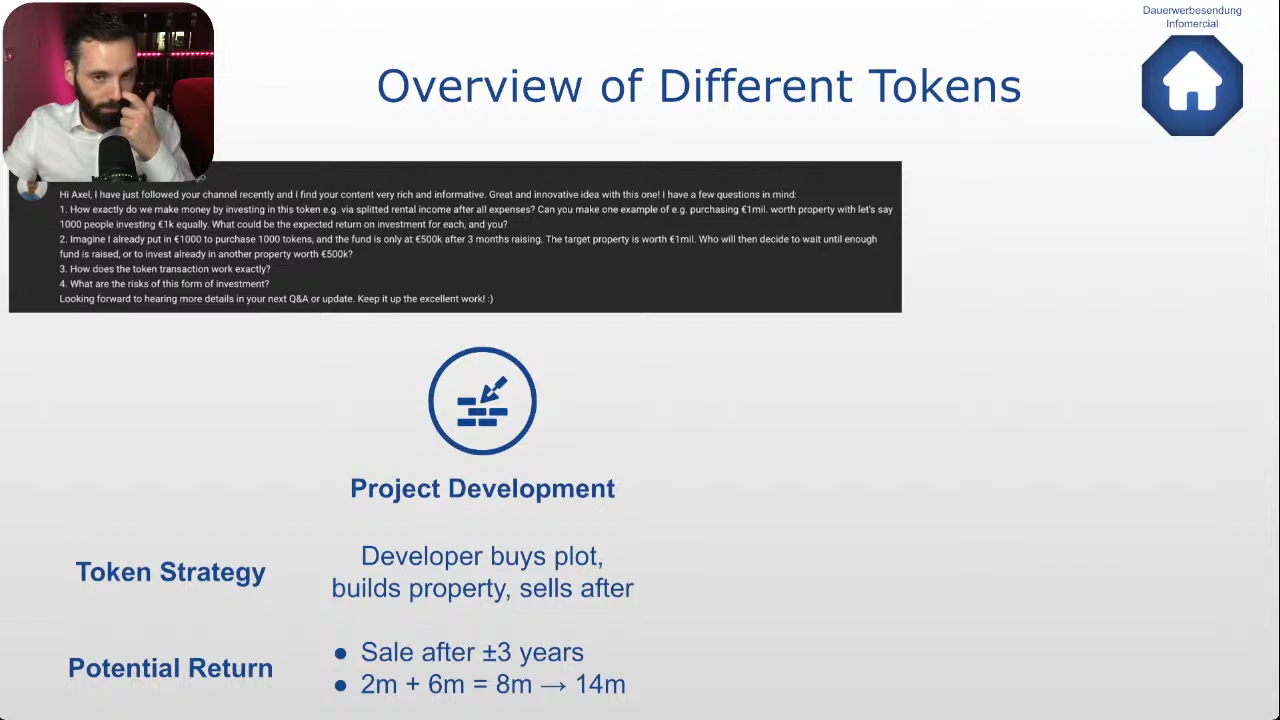 Dauerwerbesendung
Infomercial
Overview of Different Tokens
Hi Axel, I have just followed your channel recently and I find your content very rich and informative. Great and innovative idea with this one! I have a few questions in mind:
1. How exactly do we make money by investing in this token e.g. via splitted rental income after all expenses? Can you make one example of e.g. purchasing €1mil. worth property with let's say
1000 people investing €1k equally. What could be the expected return on investment for each, and you?
2. Imagine I already put in €1000 to purchase 1000 tokens, and the fund is only at €500k after 3 months raising. The target property is worth €1mil. Who will then decide to wait until enough
fund is raised, or to invest already in another property worth €500k?
3. How does the token transaction work exactly?
4. What are the risks of this form of investment?
Looking forward to hearing more details in your next Q&A or update. Keep it up the excellent work! :)
Project Development
Token Strategy
Developer buys plot,
builds property, sells after
Potential Return
● Sale after ±3 years
● 2m + 6m = 8m → 14m